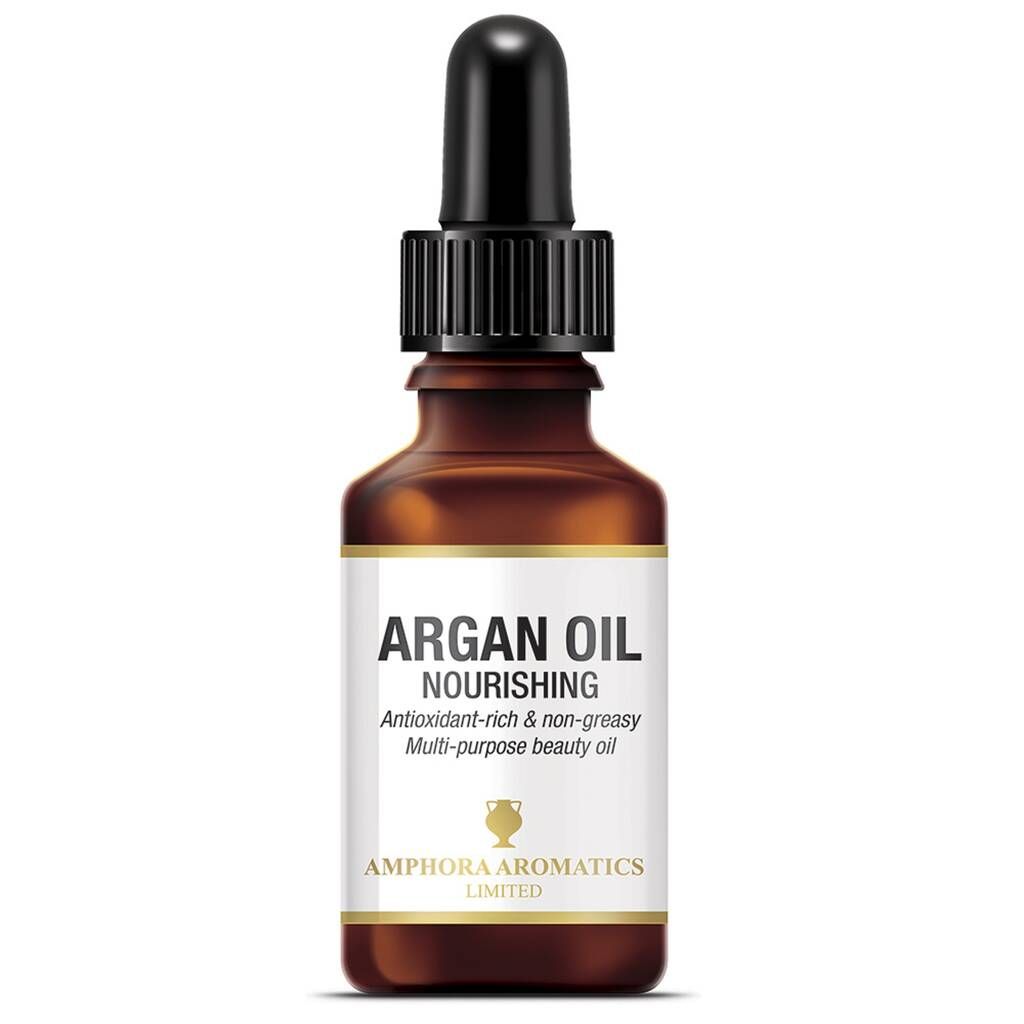 ARGAN OIL
NOURISHING
Antioxidant-rich & non-greasy
Multi-purpose beauty oil
AMPHORA AROMATICS
LIMITED